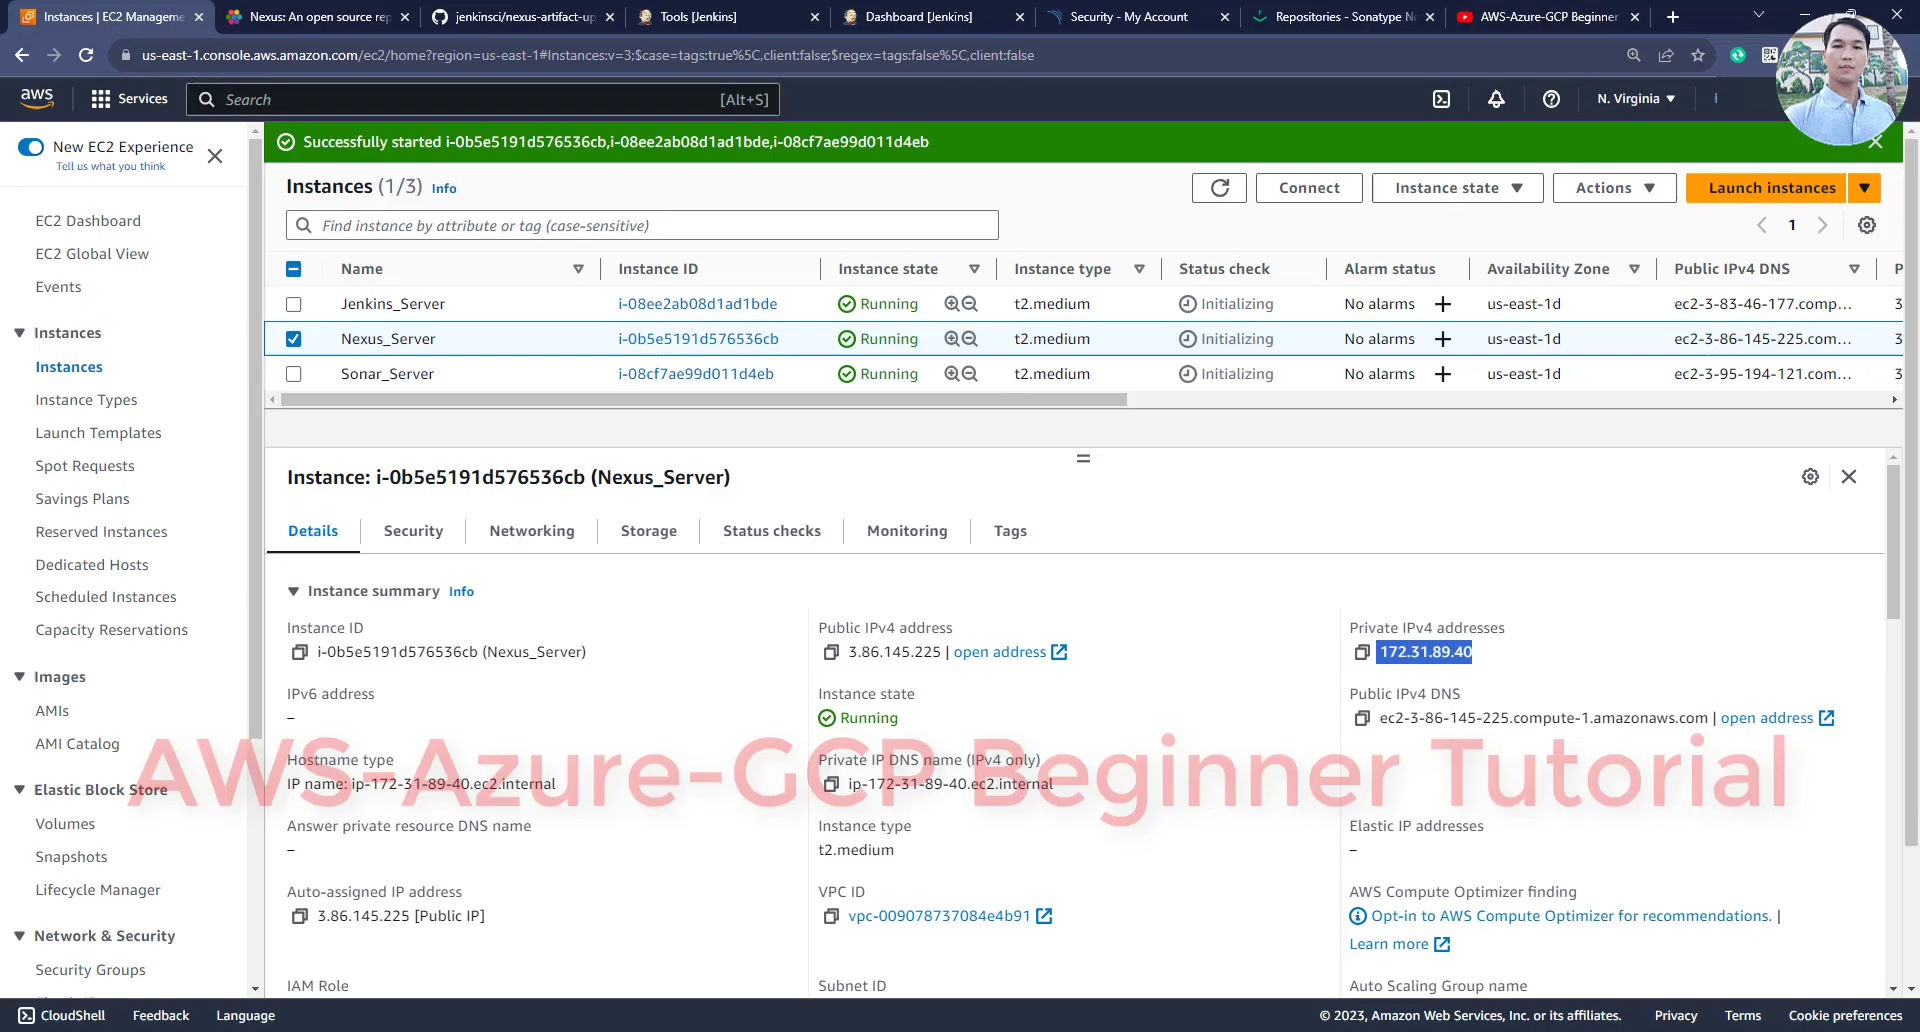 Instances | EC2 Manageme
Nexus: An open source rep
jenkinsci/nexus-artifact-up
Tools [Jenkins]
Dashboard [Jenkins]
Security - My Account
Repositories - Sonatype Ne
AWS-Azure-GCP Beginner
us-east-1.console.aws.amazon.com/ec2/home?region=us-east-1#Instances:v=3;$case=tags:true%5C,client:false;$regex=tags:false%5C,client:false
aws
Services
Search
[Alt+S]
N. Virginia
New EC2 Experience
Tell us what you think
Successfully started i-0b5e5191d576536cb,i-08ee2ab08d1ad1bde,i-08cf7ae99d011d4eb
Instances (1/3) Info
Connect
Instance state
Actions
Launch instances
Find instance by attribute or tag (case-sensitive)
1
Name Instance ID Instance state Instance type Status check Alarm status Availability Zone Public IPv4 DNS P
Jenkins_Server i-08ee2ab08d1ad1bde Running t2.medium Initializing No alarms us-east-1d ec2-3-83-46-177.comp... 3
Nexus_Server i-0b5e5191d576536cb Running t2.medium Initializing No alarms us-east-1d ec2-3-86-145-225.com... 3
Sonar_Server i-08cf7ae99d011d4eb Running t2.medium Initializing No alarms us-east-1d ec2-3-95-194-121.com... 3
EC2 Dashboard
EC2 Global View
Events
Instances
Instances
Instance Types
Launch Templates
Spot Requests
Savings Plans
Reserved Instances
Dedicated Hosts
Scheduled Instances
Capacity Reservations
Images
AMIs
AMI Catalog
Elastic Block Store
Volumes
Snapshots
Lifecycle Manager
Network & Security
Security Groups
Instance: i-0b5e5191d576536cb (Nexus_Server)
Details
Security
Networking
Storage
Status checks
Monitoring
Tags
Instance summary Info
Instance ID
i-0b5e5191d576536cb (Nexus_Server)
Public IPv4 address
3.86.145.225 | open address
Private IPv4 addresses
172.31.89.40
IPv6 address
–
Instance state
Running
Public IPv4 DNS
ec2-3-86-145-225.compute-1.amazonaws.com | open address
AWS-Azure-GCP Beginner Tutorial
Hostname type
IP name: ip-172-31-89-40.ec2.internal
Private IP DNS name (IPv4 only)
ip-172-31-89-40.ec2.internal
Answer private resource DNS name
–
Instance type
t2.medium
Elastic IP addresses
–
Auto-assigned IP address
3.86.145.225 [Public IP]
VPC ID
vpc-009078737084e4b91
AWS Compute Optimizer finding
Opt-in to AWS Compute Optimizer for recommendations. |
Learn more
IAM Role
Subnet ID
Auto Scaling Group name
CloudShell
Feedback
Language
© 2023, Amazon Web Services, Inc. or its affiliates.
Privacy
Terms
Cookie preferences